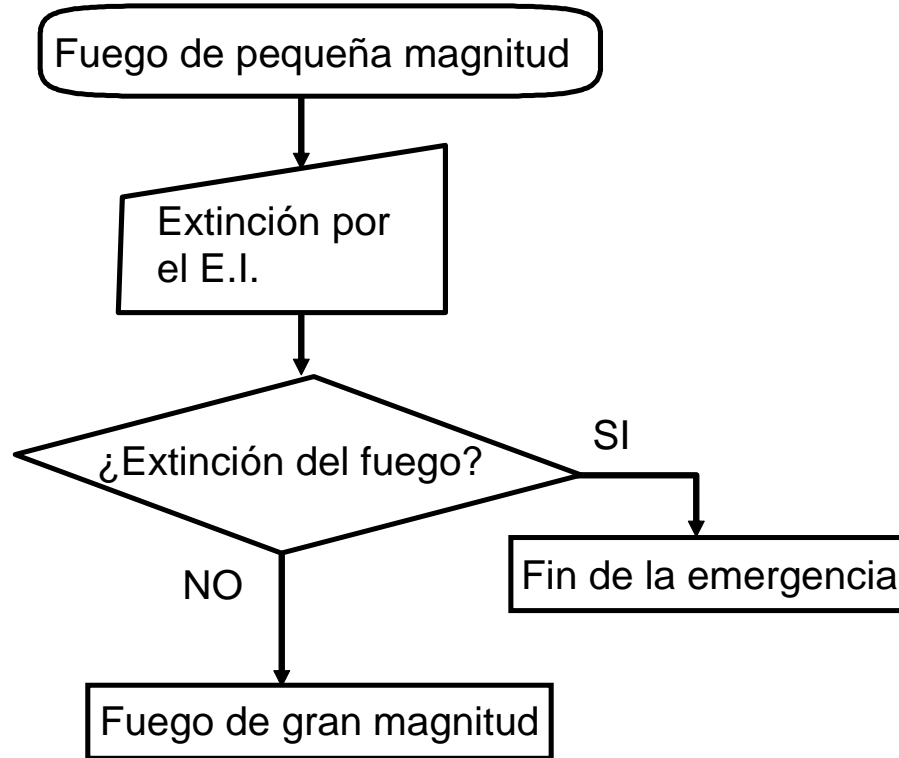 Fuego de pequeña magnitud
Extinción por
el E.I.
¿Extinción del fuego?
SI
NO
Fin de la emergencia
Fuego de gran magnitud